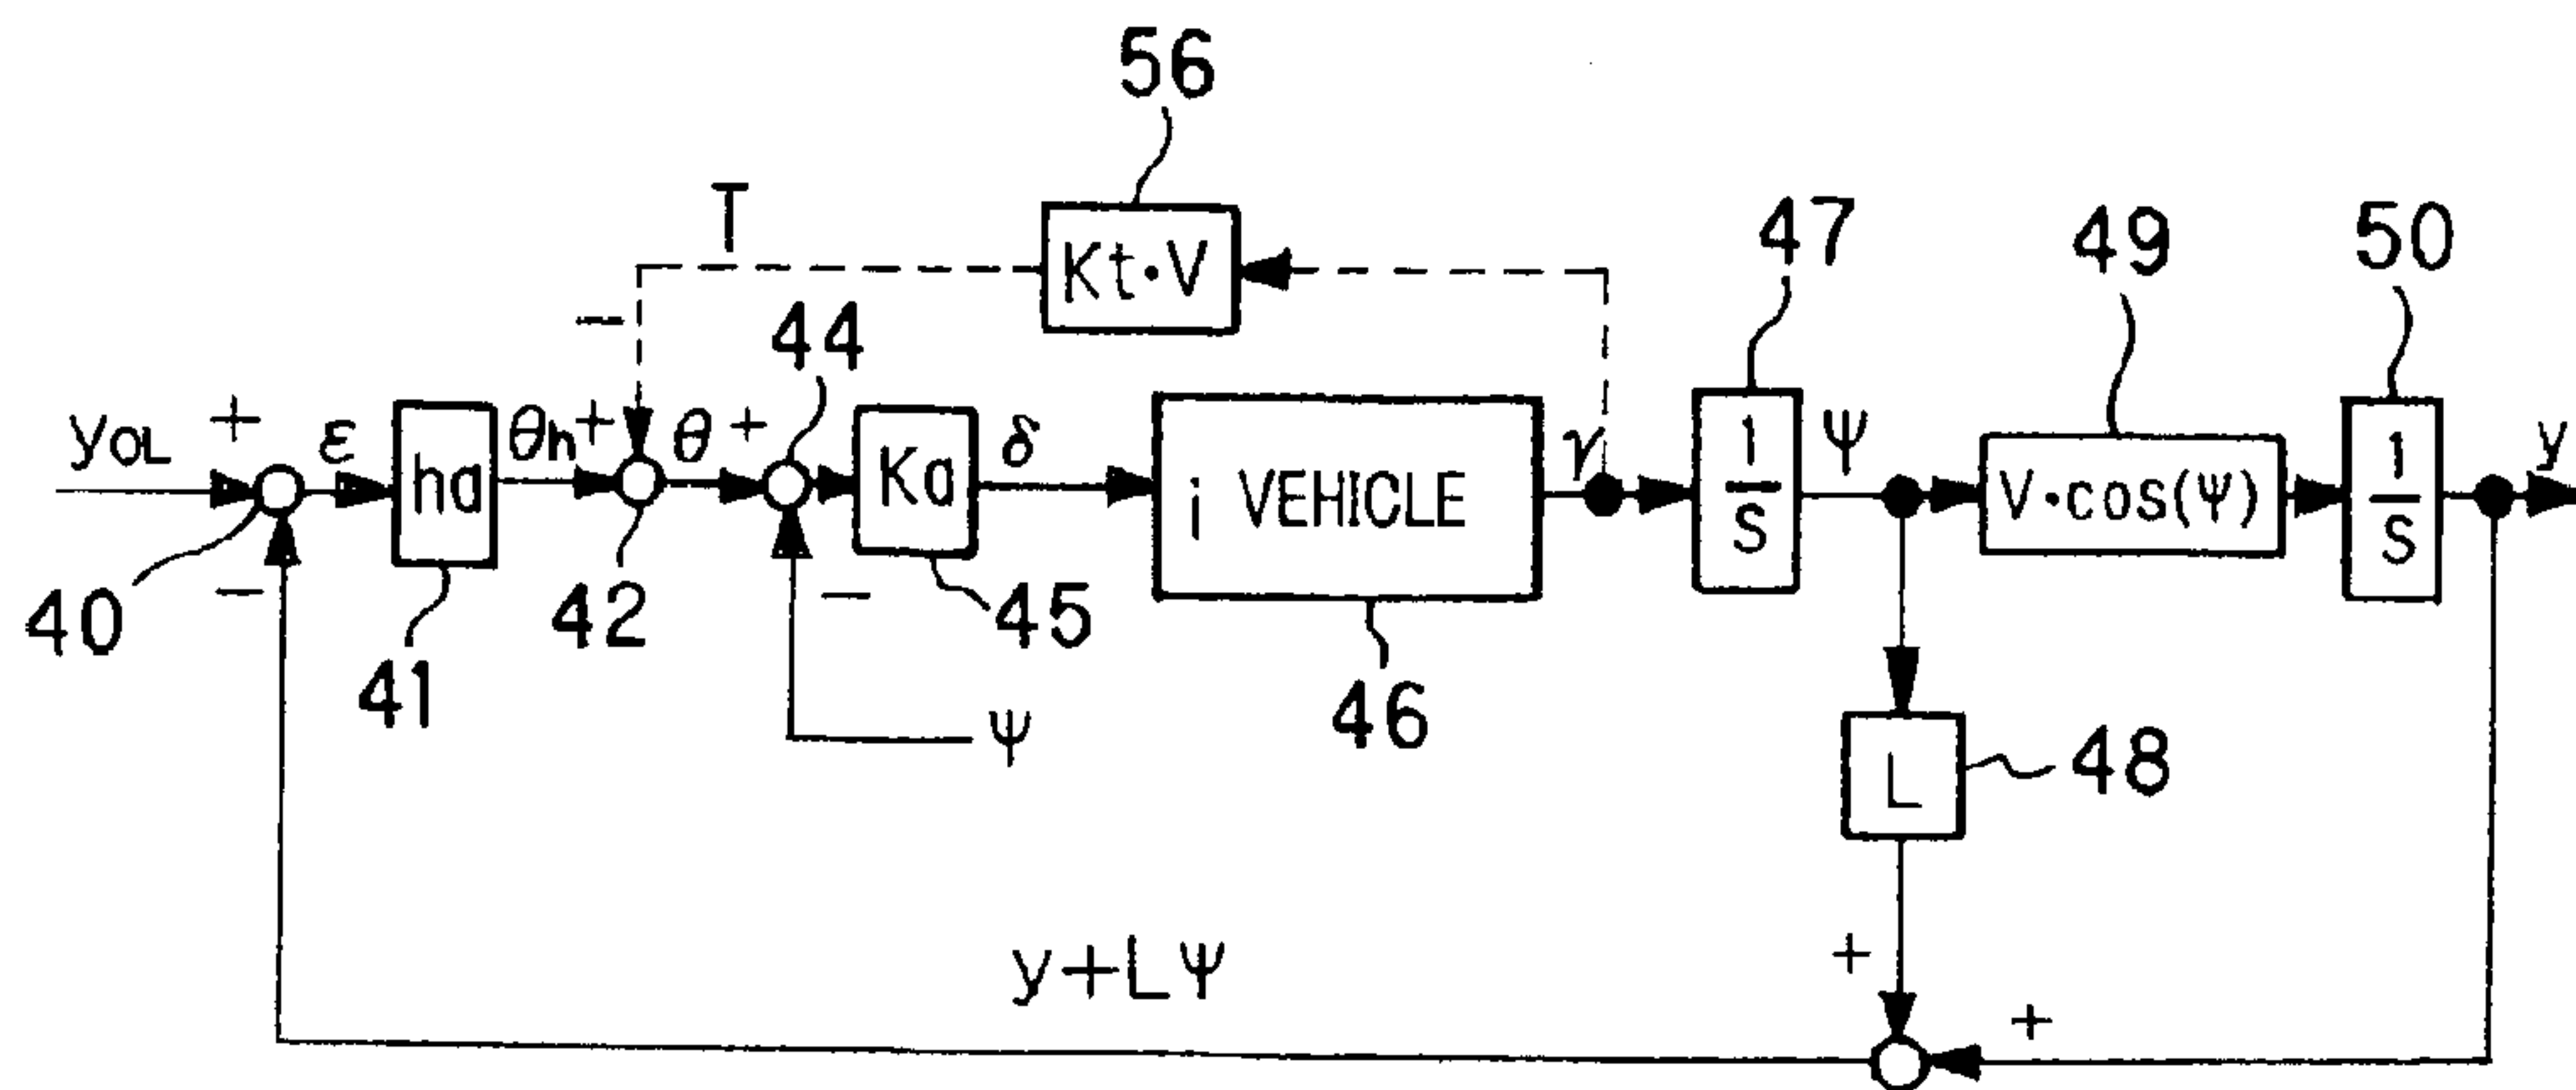 56
T
Kt·V
47
49
50
−
44
yOL + ε ha θh + θ + Ka δ i VEHICLE γ 1/S ψ V·cos(ψ) 1/S y
40 − 41 42 − 45 46
ψ
L 48
y+Lψ
+ +